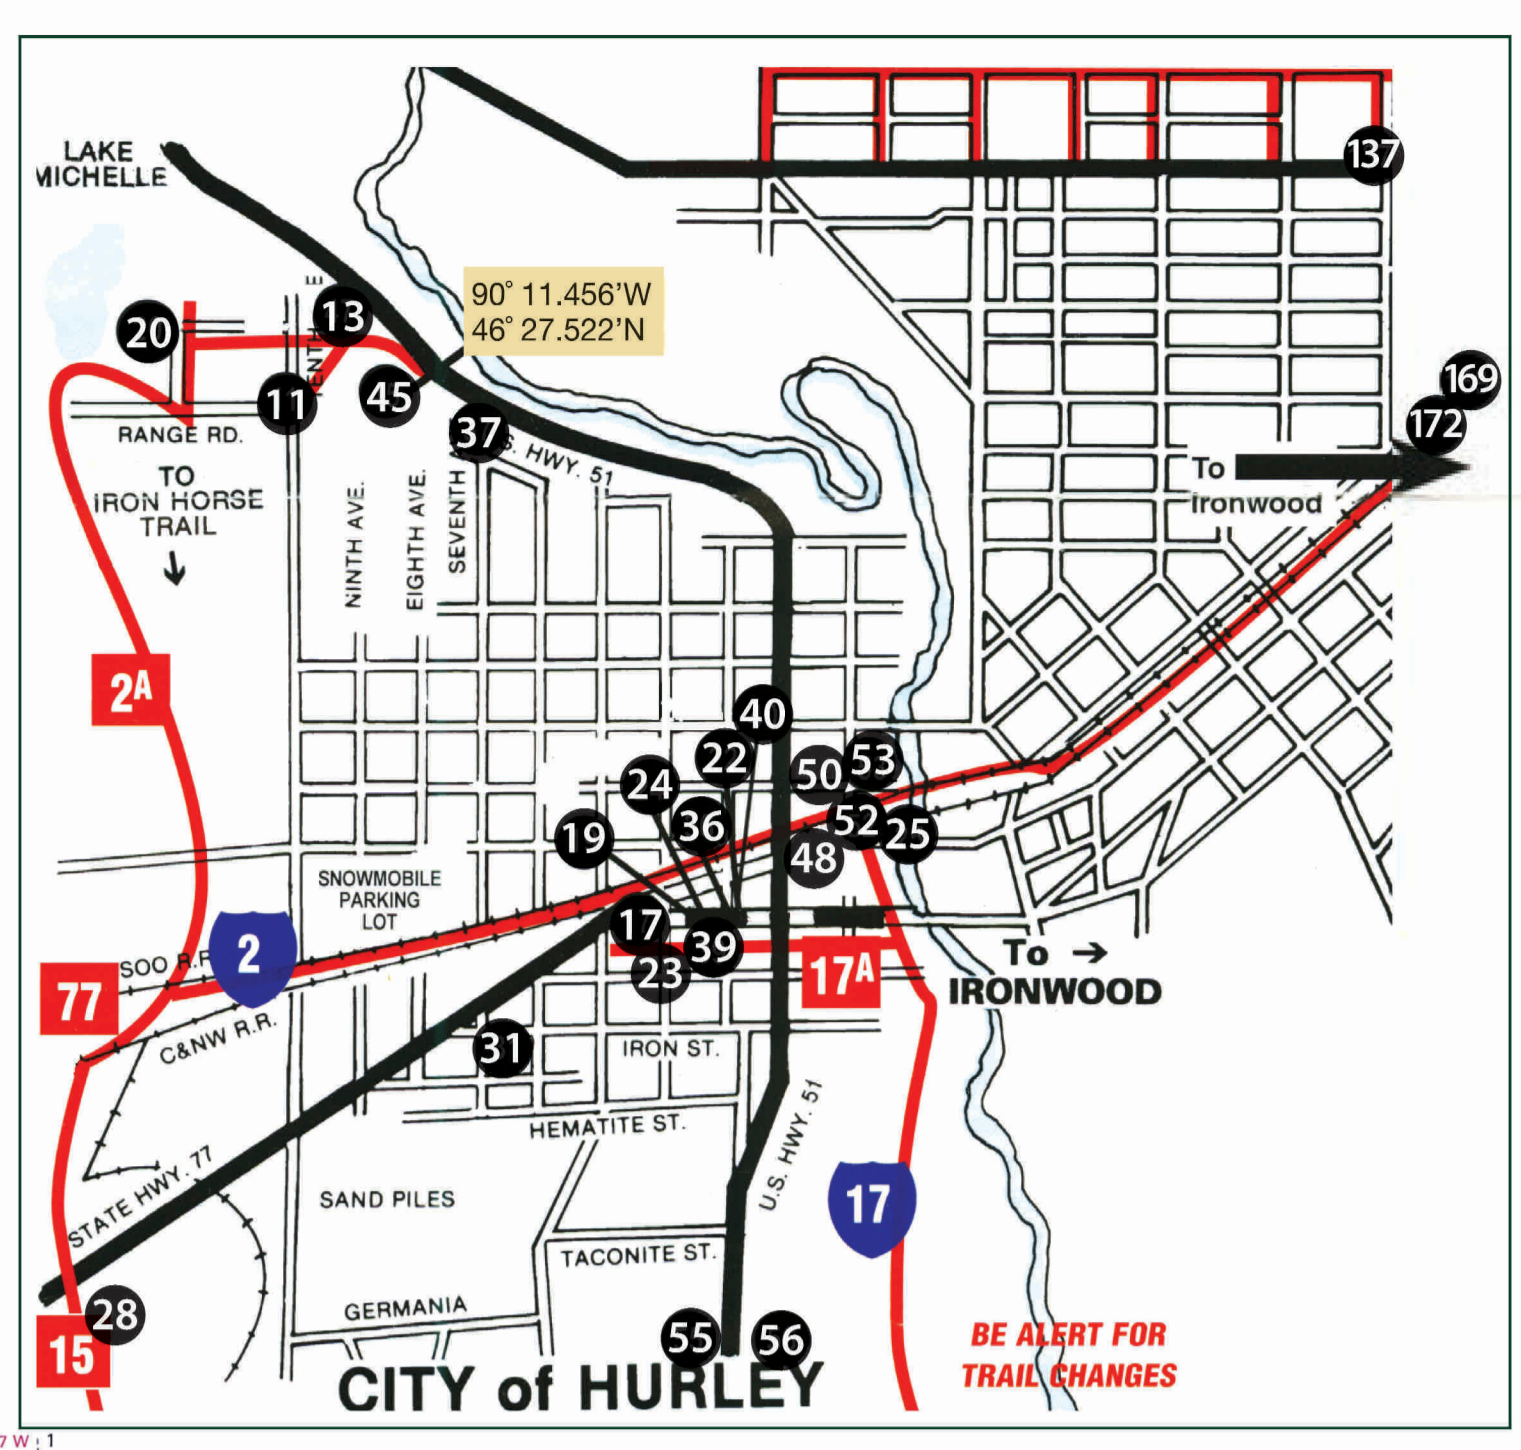 137
LAKE
MICHELLE
90° 11.456'W
46° 27.522'N
13
20
11
45
37
169
172
U.S. HWY. 51
RANGE RD.
To
Ironwood
TO
IRON HORSE
TRAIL
NINTH AVE.
EIGHTH AVE.
SEVENTH
2A
40
22
53
50
24
36
52
25
19
48
SNOWMOBILE
PARKING
LOT
17
39
2
SOO R.R.
23
17A
To →
IRONWOOD
77
C&NW R.R.
31
IRON ST.
HEMATITE ST.
U.S. HWY. 51
STATE HWY. 77
SAND PILES
17
TACONITE ST.
28
GERMANIA
55
56
15
BE ALERT FOR
TRAIL CHANGES
CITY of HURLEY
7 W
1